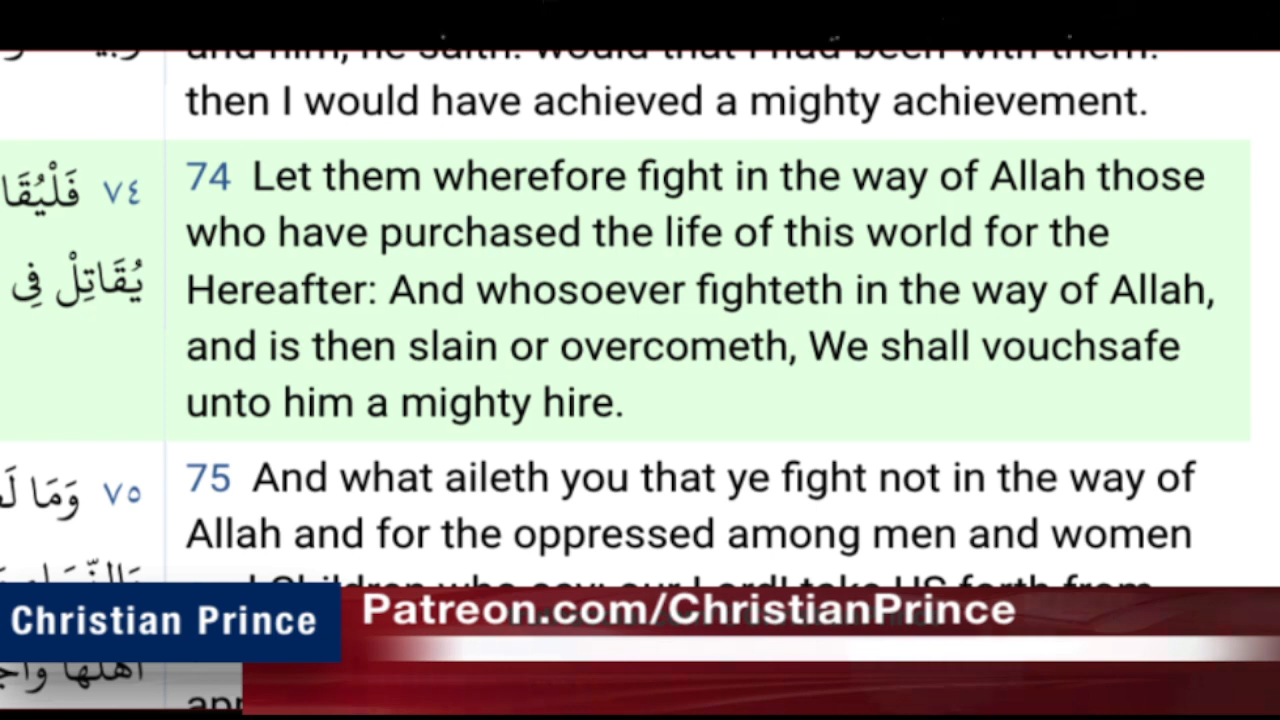 then I would have achieved a mighty achievement.
٧٤ فَلْيُقَا
74 Let them wherefore fight in the way of Allah those
who have purchased the life of this world for the
يُقَاتِلْ فِى
Hereafter: And whosoever fighteth in the way of Allah,
and is then slain or overcometh, We shall vouchsafe
unto him a mighty hire.
٧٥ وَمَا
75 And what aileth you that ye fight not in the way of
Allah and for the oppressed among men and women
Christian Prince
Patreon.com/ChristianPrince